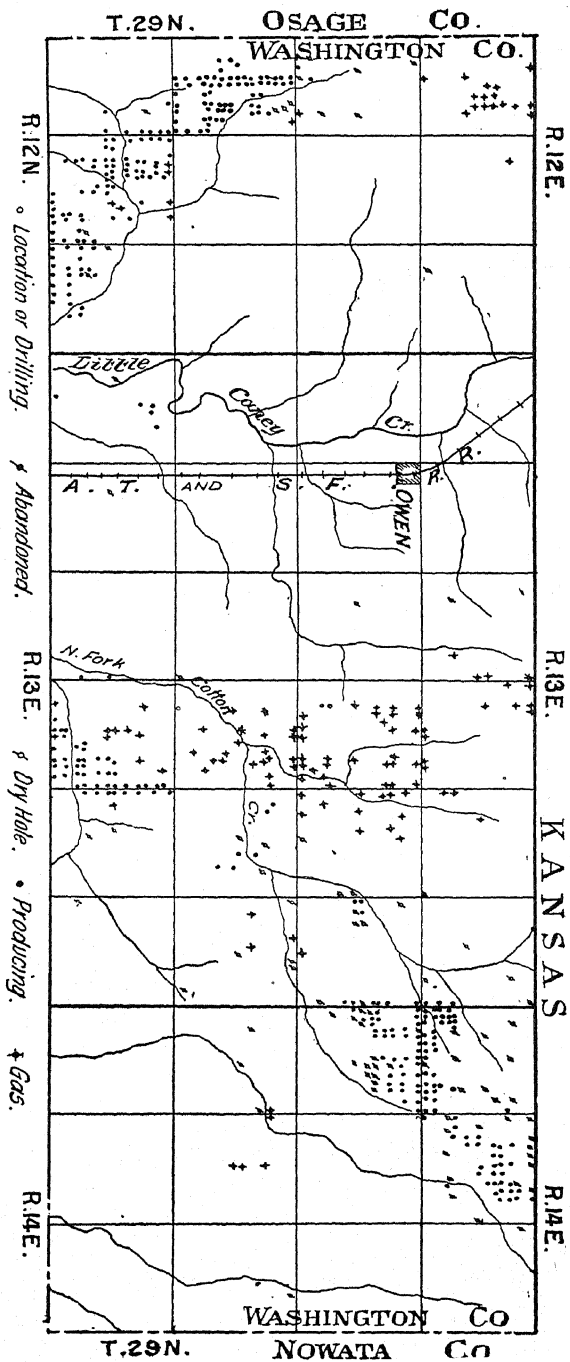 T.29N. OSAGE CO.
WASHINGTON CO.
R.12N.
R.12E.
Little
Caney
Cr.
A. T. AND S. F. R. R.
OWEN
N. Fork
Cotton
Cr.
R.13E.
R.13E.
KANSAS
○ Location or Drilling. Abandoned. Dry Hole. • Producing. Gas.
R.14E.
R.14E.
WASHINGTON CO
T.29N. NOWATA CO